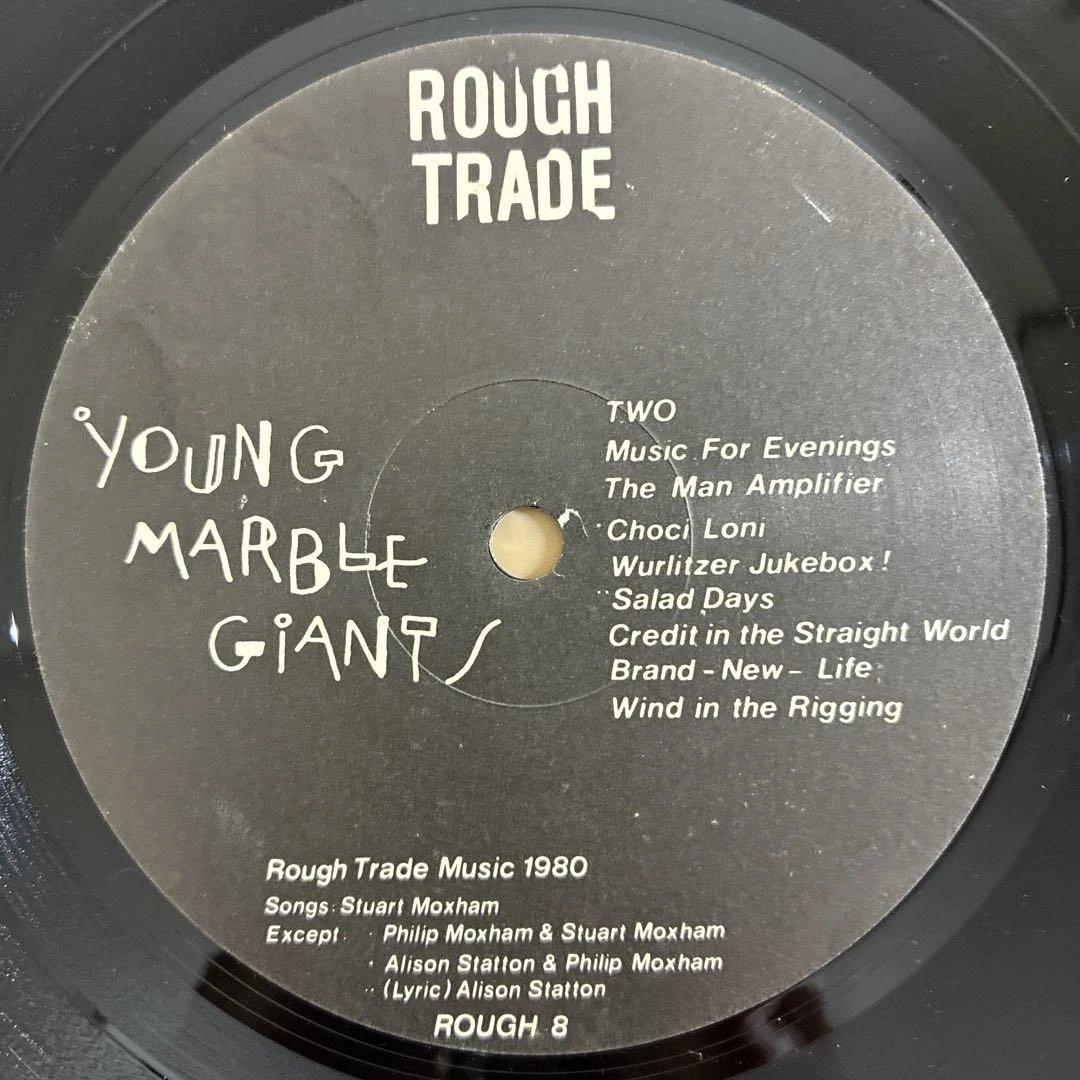 ROUGH
TRADE
YOUNG
MARBLE
GIANTS
TWO
Music For Evenings
The Man Amplifier
·Choci Loni
Wurlitzer Jukebox!
··Salad Days
Credit in the Straight World
Brand-New-Life
Wind in the Rigging
Rough Trade Music 1980
Songs: Stuart Moxham
Except · Philip Moxham & Stuart Moxham
· Alison Statton & Philip Moxham
·· (Lyric) Alison Statton
ROUGH 8